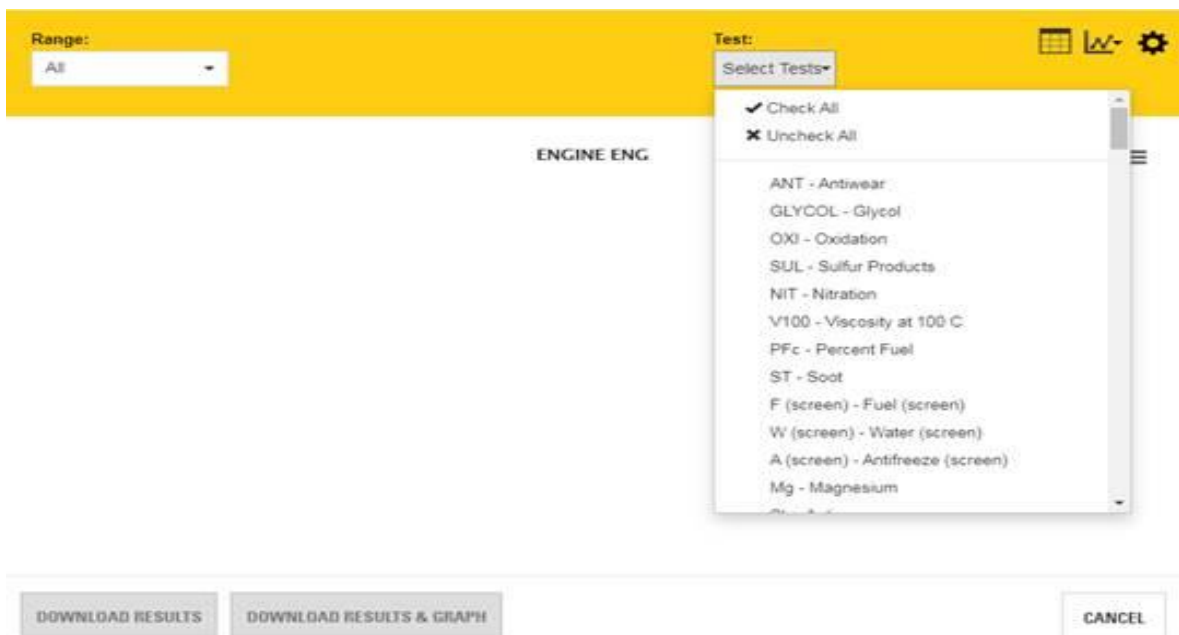 Range:
All
Test:
Select Tests
Check All
Uncheck All
ENGINE ENG
ANT - Antiwear
GLYCOL - Glycol
OXI - Oxidation
SUL - Sulfur Products
NIT - Nitration
V100 - Viscosity at 100 C
PFc - Percent Fuel
ST - Soot
F (screen) - Fuel (screen)
W (screen) - Water (screen)
A (screen) - Antifreeze (screen)
Mg - Magnesium
DOWNLOAD RESULTS
DOWNLOAD RESULTS & GRAPH
CANCEL